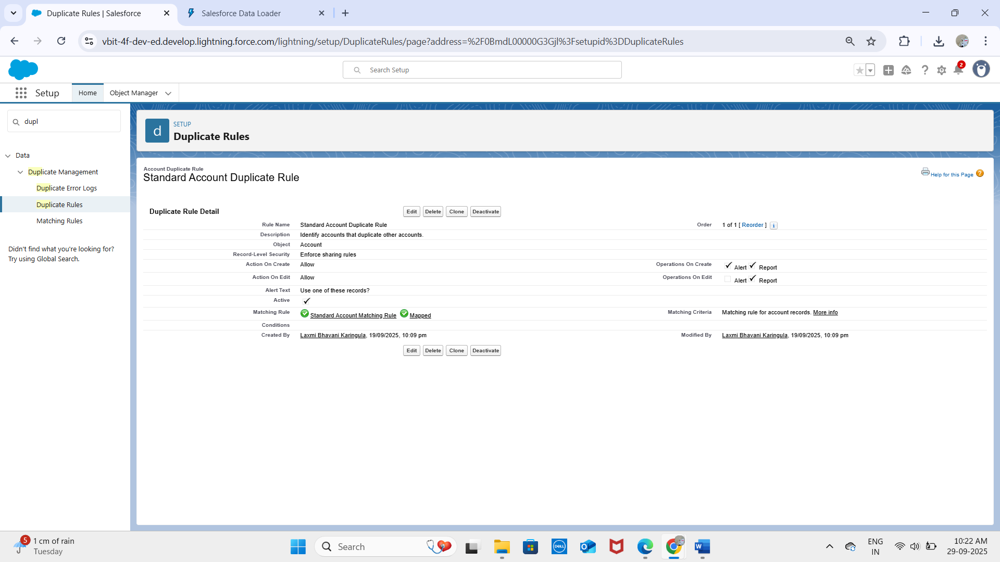 Duplicate Rules | Salesforce
Salesforce Data Loader
vbit-4f-dev-ed.develop.lightning.force.com/lightning/setup/DuplicateRules/page?address=%2F0BmdL00000G3Gjl%3Fsetupid%3DDuplicateRules
Search Setup
2
Setup
Home
Object Manager
dupl
Data
Duplicate Management
Duplicate Error Logs
Duplicate Rules
Matching Rules
Didn't find what you're looking for?
Try using Global Search.
d
SETUP
Duplicate Rules
Account Duplicate Rule
Standard Account Duplicate Rule
Help for this Page ?
Duplicate Rule Detail
Edit Delete Clone Deactivate
Rule Name Standard Account Duplicate Rule Order 1 of 1 [ Reorder ] i
Description Identify accounts that duplicate other accounts.
Object Account
Record-Level Security Enforce sharing rules
Action On Create Allow Operations On Create Alert Report
Action On Edit Allow Operations On Edit Alert Report
Alert Text Use one of these records?
Active
Matching Rule Standard Account Matching Rule Mapped Matching Criteria Matching rule for account records. More info
Conditions
Created By Laxmi Bhavani Karingula, 19/09/2025, 10:09 pm Modified By Laxmi Bhavani Karingula, 19/09/2025, 10:09 pm
Edit Delete Clone Deactivate
5
1 cm of rain
Tuesday
Search
DELL
ENG
IN
10:22 AM
29-09-2025